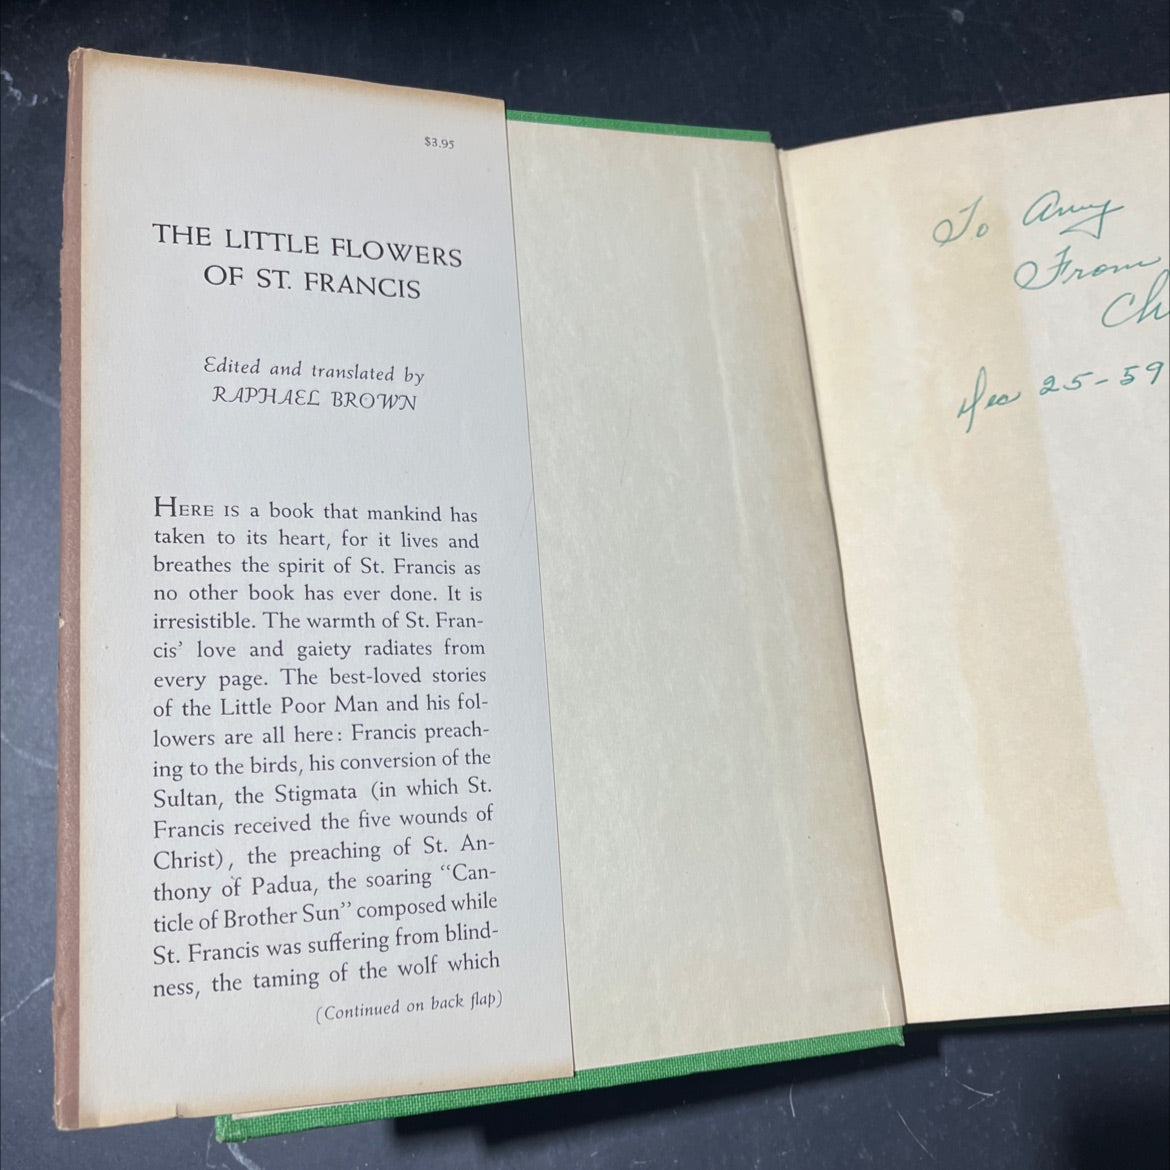 $3.95
THE LITTLE FLOWERS
OF ST. FRANCIS
Edited and translated by
RAPHAEL BROWN
HERE IS a book that mankind has
taken to its heart, for it lives and
breathes the spirit of St. Francis as
no other book has ever done. It is
irresistible. The warmth of St. Fran-
cis’ love and gaiety radiates from
every page. The best-loved stories
of the Little Poor Man and his fol-
lowers are all here: Francis preach-
ing to the birds, his conversion of the
Sultan, the Stigmata (in which St.
Francis received the five wounds of
Christ), the preaching of St. An-
thony of Padua, the soaring “Can-
ticle of Brother Sun” composed while
St. Francis was suffering from blind-
ness, the taming of the wolf which
(Continued on back flap)
To Amy
From
Dec 25-59